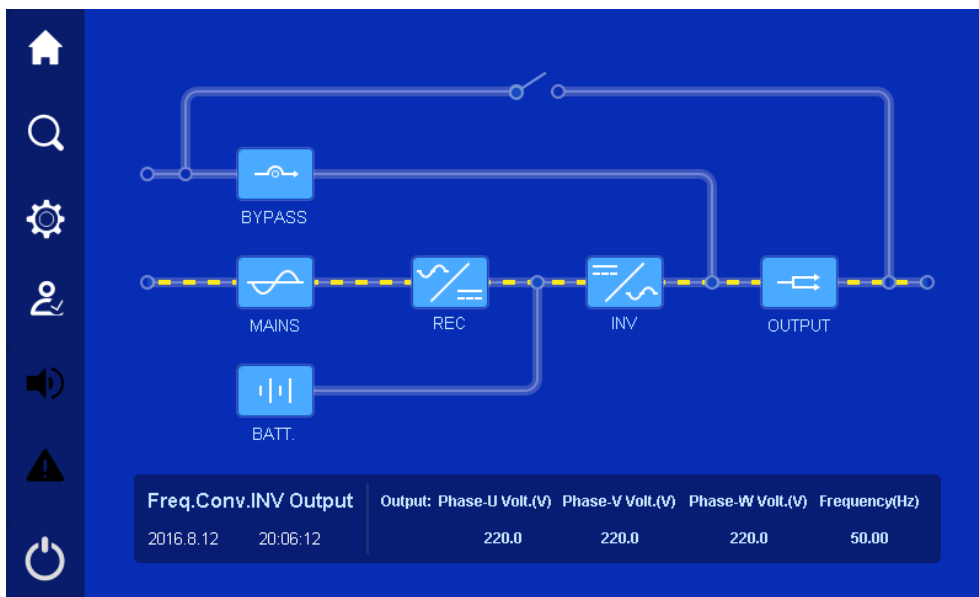 BYPASS
MAINS
REC
INV
OUTPUT
BATT.
Freq.Conv.INV Output
Output: Phase-U Volt.(V) Phase-V Volt.(V) Phase-W Volt.(V) Frequency(Hz)
2016.8.12 20:06:12
220.0 220.0 220.0 50.00